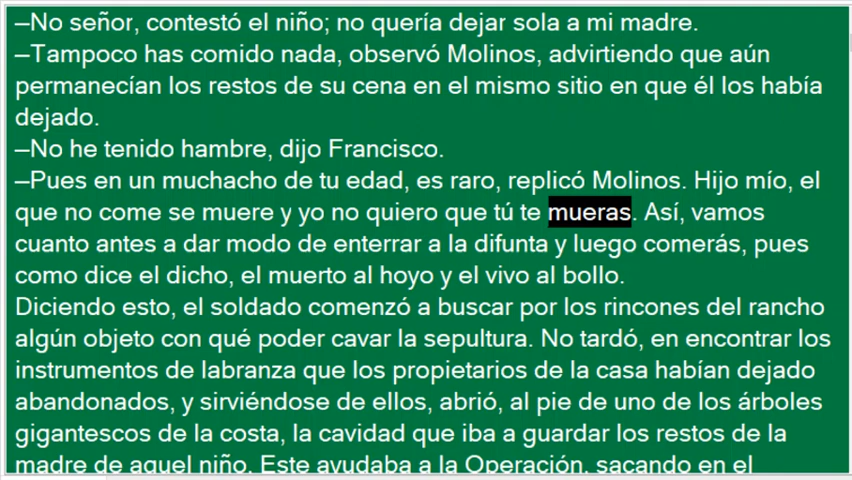 –No señor, contestó el niño; no quería dejar sola a mi madre.
–Tampoco has comido nada, observó Molinos, advirtiendo que aún
permanecían los restos de su cena en el mismo sitio en que él los había
dejado.
–No he tenido hambre, dijo Francisco.
–Pues en un muchacho de tu edad, es raro, replicó Molinos. Hijo mío, el
que no come se muere y yo no quiero que tú te mueras. Así, vamos
cuanto antes a dar modo de enterrar a la difunta y luego comerás, pues
como dice el dicho, el muerto al hoyo y el vivo al bollo.
Diciendo esto, el soldado comenzó a buscar por los rincones del rancho
algún objeto con qué poder cavar la sepultura. No tardó, en encontrar los
instrumentos de labranza que los propietarios de la casa habían dejado
abandonados, y sirviéndose de ellos, abrió, al pie de uno de los árboles
gigantescos de la costa, la cavidad que iba a guardar los restos de la
madre de aquel niño. Este ayudaba a la Operación, sacando en el